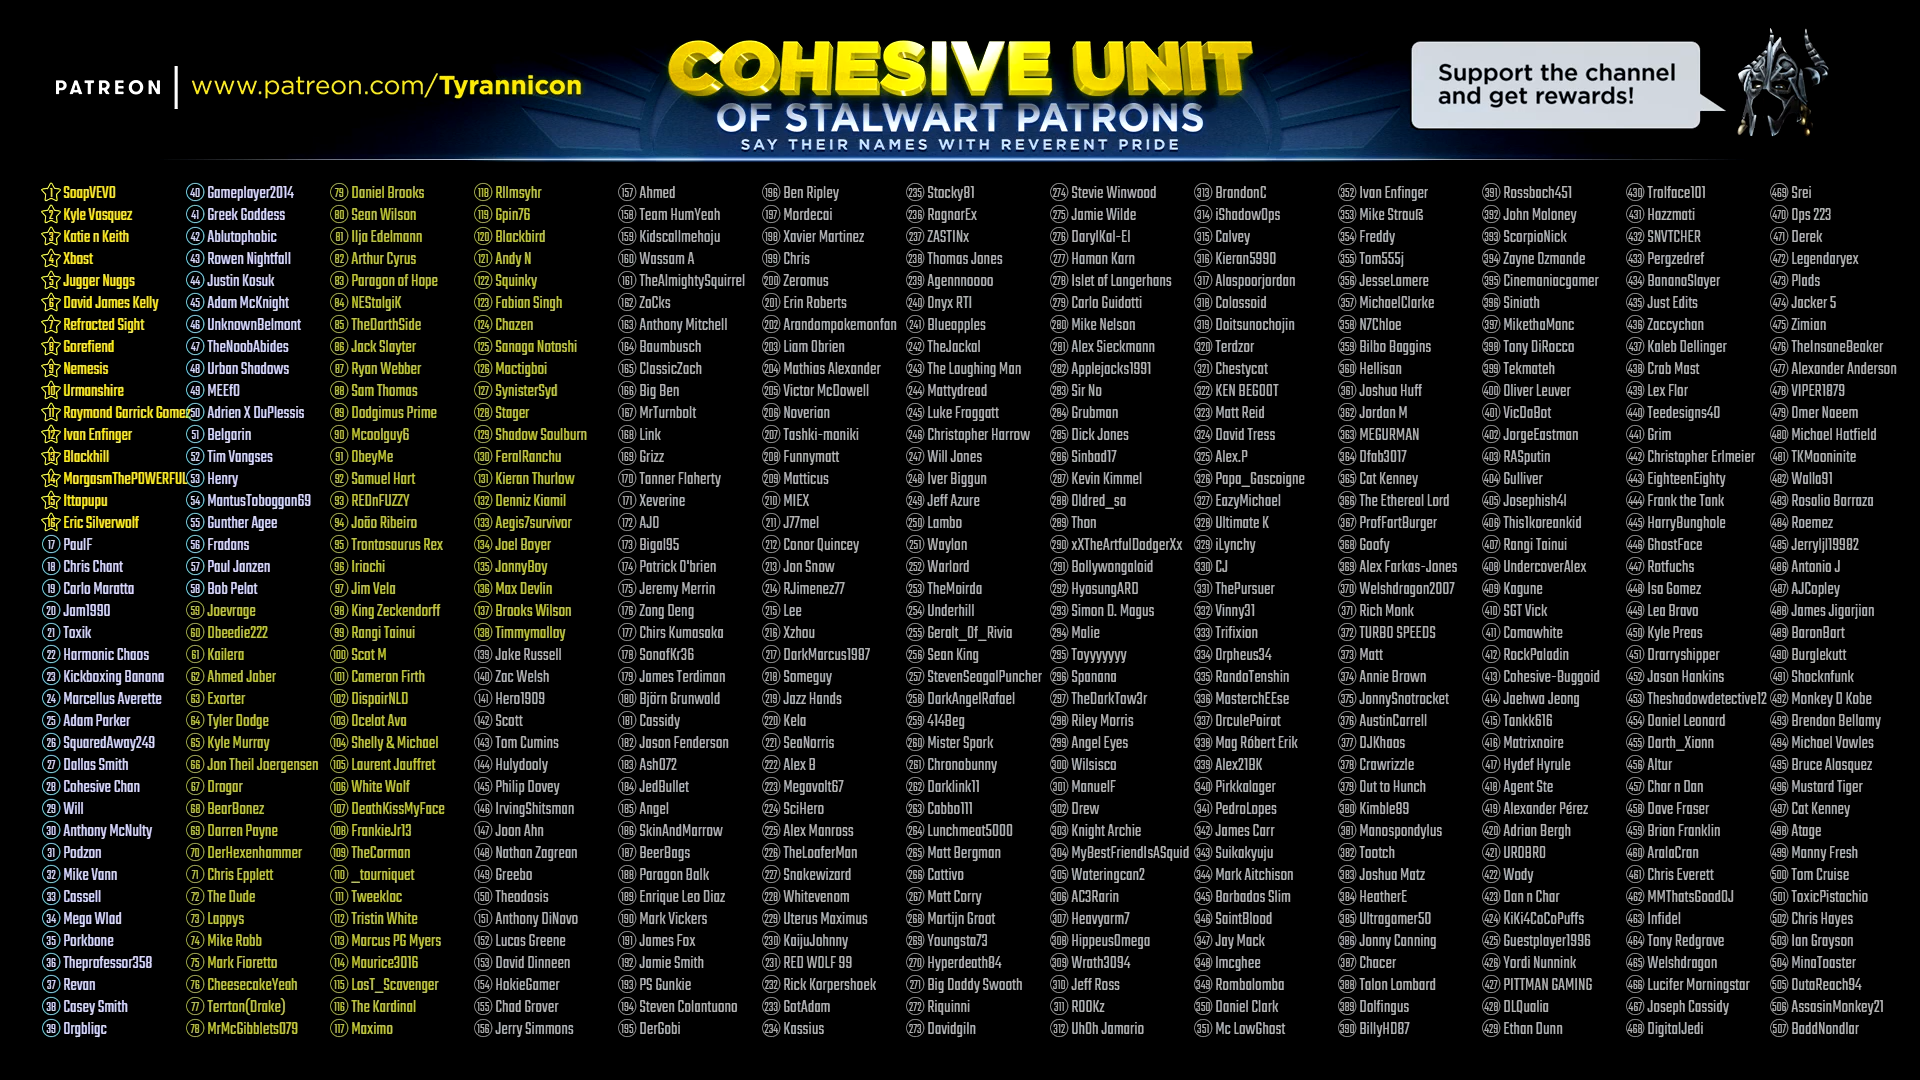 PATREON | www.patreon.com/Tyrannicon
COHESIVE UNIT
OF STALWART PATRONS
SAY THEIR NAMES WITH REVERENT PRIDE
Support the channel
and get rewards!
1 SoapVEVO
2 Kyle Vasquez
3 Katie n Keith
4 Xbost
5 Jugger Nuggs
6 David James Kelly
7 Refracted Sight
8 Gorefiend
9 Nemesis
10 Urmanshire
11 Raymond Garrick Gomez
12 Ivan Enfinger
13 Blackhill
14 MorgasmThePOWERFUL
15 Ittapupu
16 Eric Silverwolf
17 PaulF
18 Chris Chant
19 Carlo Maratta
20 Jam1990
21 Toxik
22 Harmonic Chaos
23 Kickboxing Banana
24 Marcellus Averette
25 Adam Parker
26 SquaredAway249
27 Dallas Smith
28 Cohesive Chan
29 Will
30 Anthony McNulty
31 Podzon
32 Mike Vann
33 Cassell
34 Mega Wlad
35 Porkbone
36 Theprofessor358
37 Revan
38 Casey Smith
39 Orgbligc
40 Gameplayer2014
41 Greek Goddess
42 Ablutophobic
43 Rowen Nightfall
44 Justin Kosuk
45 Adam McKnight
46 UnknownBelmont
47 TheNoobAbides
48 Urban Shadows
49 MEEfO
50 Adrien X DuPlessis
51 Belgarin
52 Tim Vangses
53 Henry
54 MantusToboggan69
55 Gunther Agee
56 Fradans
57 Paul Janzen
58 Bob Pelot
59 Joevrage
60 Obeedie222
61 Kailera
62 Ahmed Jaber
63 Exorter
64 Tyler Dodge
65 Kyle Murray
66 Jon Theil Joergensen
67 Drogar
68 BearBonez
69 Darren Payne
70 DerHexenhammer
71 Chris Epplett
72 The Dude
73 Lappys
74 Mike Robb
75 Mark Fioretto
76 CheesecakeYeah
77 Terrton(Drake)
78 MrMcGibblets079
79 Daniel Brooks
80 Sean Wilson
81 Ilja Edelmann
82 Arthur Cyrus
83 Paragon of Hope
84 NEStalgiK
85 TheDarthSide
86 Jack Slayter
87 Ryan Webber
88 Sam Thomas
89 Dodgimus Prime
90 Mcoolguy6
91 ObeyMe
92 Samuel Hart
93 REDnFUZZY
94 João Ribeiro
95 Trontosaurus Rex
96 Iriochi
97 Jim Vela
98 King Zeckendorff
99 Rangi Tainui
100 Scot M
101 Cameron Firth
102 DispairNLD
103 Ocelot Ava
104 Shelly & Michael
105 Laurent Jouffret
106 White Wolf
107 DeathKissMyFace
108 FrankieJr13
109 TheCorman
110 _tourniquet
111 Tweekloc
112 Tristin White
113 Marcus PG Myers
114 Maurice3016
115 LosT_Scavenger
116 The Kardinal
117 Maximo
118 R1lmsyhr
119 Gpin76
120 Blackbird
121 Andy N
122 Squinky
123 Fabian Singh
124 Chazen
125 Sanaga Notoshi
126 Mactigboi
127 SynisterSyd
128 Stager
129 Shadow Soulburn
130 FeralRanchu
131 Kieran Thurlow
132 Denniz Kiamil
133 Aegis7survivor
134 Joel Boyer
135 JonnyBoy
136 Max Devlin
137 Brooks Wilson
138 Timmymalloy
139 Jake Russell
140 Zac Welsh
141 Hero1909
142 Scott
143 Tom Cumins
144 Hulydooly
145 Philip Dovey
146 IrvingShitsman
147 Joon Ahn
148 Nathan Zagrean
149 Greebo
150 Theodosis
151 Anthony DiNovo
152 Lucas Greene
153 David Dinneen
154 HokieGamer
155 Chad Grover
156 Jerry Simmons
157 Ahmed
158 Team HumYeah
159 Kidscallmehoju
160 Wassam A
161 TheAlmightySquirrel
162 ZoCks
163 Anthony Mitchell
164 Baumbusch
165 ClassicZach
166 Big Ben
167 MrTurnbolt
168 Link
169 Grizz
170 Tanner Flaherty
171 Xeverine
172 AJO
173 Bigal95
174 Patrick O'brien
175 Jeremy Merrin
176 Zong Deng
177 Chirs Kumasaka
178 SonofKr36
179 James Terdiman
180 Björn Grunwald
181 Cassidy
182 Jason Fenderson
183 Ash072
184 JedBullet
185 Angel
186 SkinAndMarrow
187 BeerBags
188 Paragon Balk
189 Enrique Leo Diaz
190 Mark Vickers
191 James Fox
192 Jamie Smith
193 PS Gunkie
194 Steven Colantuono
195 DerGobi
196 Ben Ripley
197 Mordecai
198 Xavier Martinez
199 Chris
200 Zeromus
201 Erin Roberts
202 Arandompokemonfan
203 Liam Obrien
204 Mathias Alexander
205 Victor McDowell
206 Noverian
207 Tashki-moniki
208 Funnymatt
209 Matticus
210 MIEX
211 J77mel
212 Conor Quincey
213 Jon Snow
214 RJimenez77
215 Lee
216 Xzhou
217 DarkMarcus1987
218 Someguy
219 Jazz Hands
220 Kela
221 SeaNorris
222 Alex B
223 Megavolt67
224 SciHero
225 Alex Manross
226 TheLoaferMan
227 Snakewizard
228 Whitevenom
229 Uterus Maximus
230 KaijuJohnny
231 RED WOLF 99
232 Rick Korpershoek
233 GotAdam
234 Kassius
235 Stocky81
236 RagnarEx
237 ZASTINx
238 Thomas Jones
239 Agennnoooo
240 Onyx RTI
241 Blueapples
242 TheJackal
243 The Laughing Man
244 Mattydread
245 Luke Froggatt
246 Christopher Harrow
247 Will Jones
248 Iver Biggun
249 Jeff Azure
250 Lambo
251 Waylon
252 Warlord
253 TheMoirda
254 Underhill
255 Geralt_Of_Rivia
256 Sean King
257 StevenSeagalPuncher
258 DarkAngelRafael
259 414Beg
260 Mister Spork
261 Chronobunny
262 Darklink11
263 Cabbo111
264 Lunchmeat5000
265 Matt Bergman
266 Cattivo
267 Matt Corry
268 Martijn Groot
269 Youngsta73
270 Hyperdeath84
271 Big Daddy Swooth
272 Riquinni
273 Davidgiln
274 Stevie Winwood
275 Jamie Wilde
276 DarylKal-El
277 Haman Karn
278 Islet of Langerhans
279 Carlo Guidotti
280 Mike Nelson
281 Alex Sieckmann
282 Applejacks1991
283 Sir No
284 Grubman
285 Dick Jones
286 Sinbad17
287 Kevin Kimmel
288 Oldred_sa
289 Thon
290 xXTheArtfulDodgerXx
291 Bollywongaloid
292 HyosungARD
293 Simon D. Magus
294 Malie
295 Tayyyyyyy
296 Spanana
297 TheDarkTow3r
298 Riley Morris
299 Angel Eyes
300 Wilsisco
301 ManuelF
302 Drew
303 Knight Archie
304 MyBestFriendIsASquid
305 Wateringcan2
306 AC3Rarin
307 Heavyarm7
308 HippeusOmega
309 Wrath3094
310 Jeff Ross
311 ROOKz
312 UhOh Jamario
313 BrandonC
314 iShadowOps
315 Calvey
316 Kieran5990
317 Alaspoorjordan
318 Colossoid
319 Doitsunochojin
320 Terdzor
321 Chestycat
322 KEN BEGOOT
323 Matt Reid
324 David Tress
325 Alex.P
326 Papa_Gascoigne
327 EazyMichael
328 Ultimate K
329 iLynchy
330 CJ
331 ThePursuer
332 Vinny31
333 Trifixion
334 Orpheus34
335 RandaTenshin
336 MasterchEEse
337 OrculePoirot
338 Mag Róbert Erik
339 Alex21BK
340 Pirkkalager
341 PedroLopes
342 James Carr
343 Suikakyuju
344 Mark Aitchison
345 Barbados Slim
346 SaintBlood
347 Jay Mack
348 Imcghee
349 Rombalomba
350 Daniel Clark
351 Mc LowGhost
352 Ivan Enfinger
353 Mike Strauß
354 Freddy
355 Tom555j
356 JesseLamere
357 MichaelClarke
358 N7Chloe
359 Bilbo Baggins
360 Hellisan
361 Joshua Huff
362 Jordan M
363 MEGURMAN
364 Ofab3017
365 Cat Kenney
366 The Ethereal Lord
367 ProfFartBurger
368 Goofy
369 Alex Farkas-Jones
370 Welshdragon2007
371 Rich Monk
372 TURBO SPEEDS
373 Matt
374 Annie Brown
375 JonnySnotrocket
376 AustinCarrell
377 DJKhaos
378 Crawrizzle
379 Out to Hunch
380 Kimble89
381 Manospondylus
382 Tootch
383 Joshua Matz
384 HeatherE
385 Ultragamer50
386 Jonny Conning
387 Chacer
388 Talon Lombard
389 Dolfingus
390 BillyHD87
391 Rossbach451
392 John Maloney
393 ScorpioNick
394 Zayne Ozmande
395 Cinemaniacgamer
396 Siniath
397 MikethaManc
398 Tony DiRocco
399 Tekmateh
400 Oliver Leuver
401 VicDaBat
402 JorgeEastman
403 RASputin
404 Gulliver
405 Josephish4l
406 This1koreankid
407 Rangi Tainui
408 UndercoverAlex
409 Kagune
410 SGT Vick
411 Comawhite
412 RockPaladin
413 Cohesive-Buggoid
414 Jaehwa Jeong
415 Tankk616
416 Matrixnoire
417 Hydef Hyrule
418 Agent Ste
419 Alexander Pérez
420 Adrian Bergh
421 UROBRO
422 Wody
423 Dan n Char
424 KiKi4CoCoPuffs
425 Guestplayer1996
426 Yordi Nunnink
427 PITTMAN GAMING
428 DLQualia
429 Ethan Dunn
430 Tralface101
431 Hazzmati
432 SNVTCHER
433 Pergzedref
434 BananaSlayer
435 Just Edits
436 Zaccychan
437 Kaleb Dellinger
438 Crab Mast
439 Lex Flar
440 Teedesigns40
441 Grim
442 Christopher Erlmeier
443 EighteenEighty
444 Frank the Tank
445 HarryBunghole
446 GhostFace
447 Rotfuchs
448 Isa Gamez
449 Leo Bravo
450 Kyle Preas
451 Drarryshipper
452 Jason Hankins
453 Theshadowdetective12
454 Daniel Leonard
455 Darth_Xionn
456 Altur
457 Char n Dan
458 Dave Fraser
459 Brian Franklin
460 AralaCran
461 Chris Everett
462 MMThatsGoodDJ
463 Infidel
464 Tony Redgrave
465 Welshdragon
466 Lucifer Morningstar
467 Joseph Cassidy
468 DigitalJedi
469 Srei
470 Ops 223
471 Derek
472 Legendaryex
473 Plads
474 Jacker 5
475 Zimian
476 TheInsaneBeaker
477 Alexander Anderson
478 VIPER1879
479 Omer Naeem
480 Michael Hatfield
481 TKMooninite
482 Walla91
483 Rosalio Barraza
484 Roemez
485 Jerryljl19982
486 Antonio J
487 AJCopley
488 James Jigarjian
489 BaronBart
490 Burglekutt
491 Shocknfunk
492 Monkey D Kobe
493 Brendan Bellamy
494 Michael Vowles
495 Bruce Alasquez
496 Mustard Tiger
497 Cat Kenney
498 Atage
499 Manny Fresh
500 Tom Cruise
501 ToxicPistachio
502 Chris Hayes
503 Ian Grayson
504 MinaToaster
505 OutaReach94
506 AssasinMonkey21
507 BaddNondlar